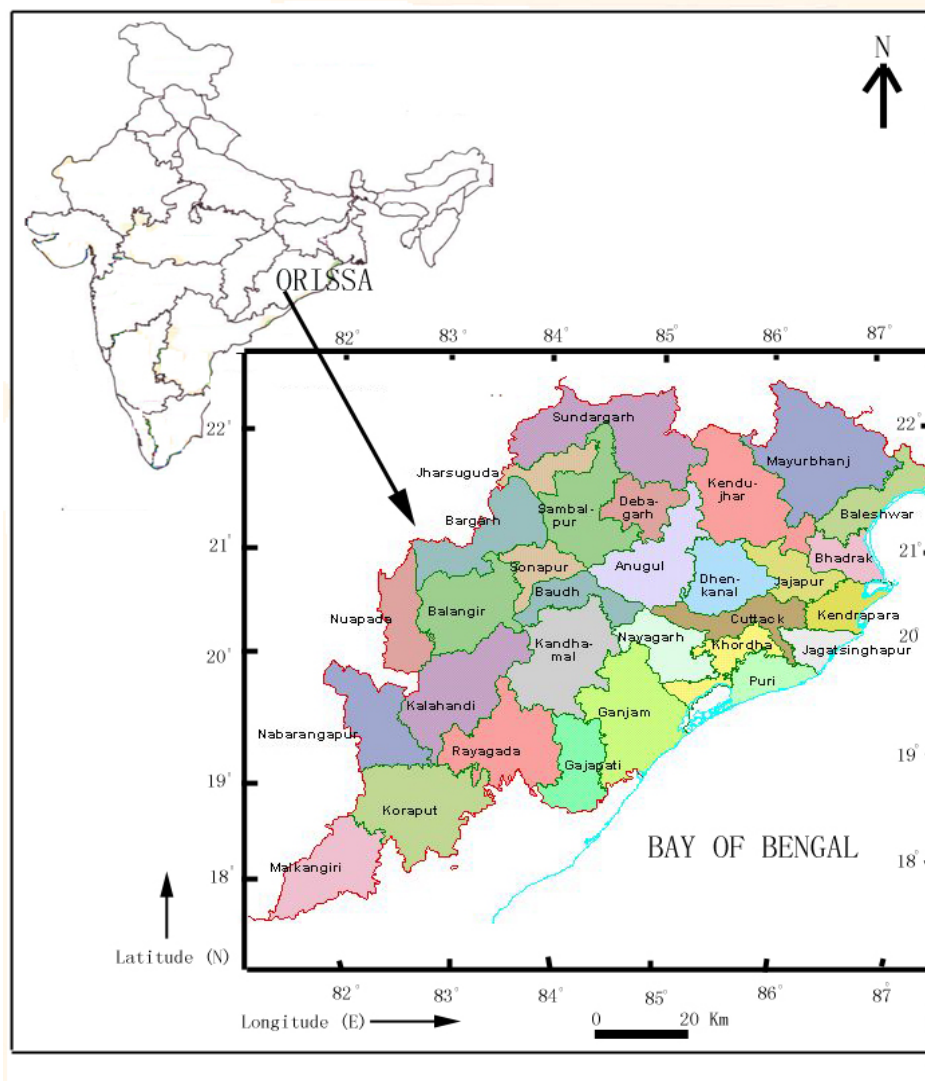 N
ORISSA
82° 83° 84° 85° 86° 87°
22° 22°
Sundargarh
Mayurbhanj
Jharsuguda
Kendu-
jhar
Deba-
garh
Sambal-
pur
Baleshwar
Bargarh
21° 21°
Bhadrak
Sonapur
Anugul
Dhen-
kanal
Jajapur
Baudh
Balangir
Nuapada
Cuttack
Kendrapara
20° 20°
Nayagarh
Khordha
Kandha-
mal
Jagatsinghapur
Puri
Kalahandi
Ganjam
Nabarangapur
Rayagada
19° 19°
Gajapati
Koraput
BAY OF BENGAL
Malkangiri
18° 18°
Latitude (N)
82° 83° 84° 85° 86° 87
Longitude (E)
0 20 Km